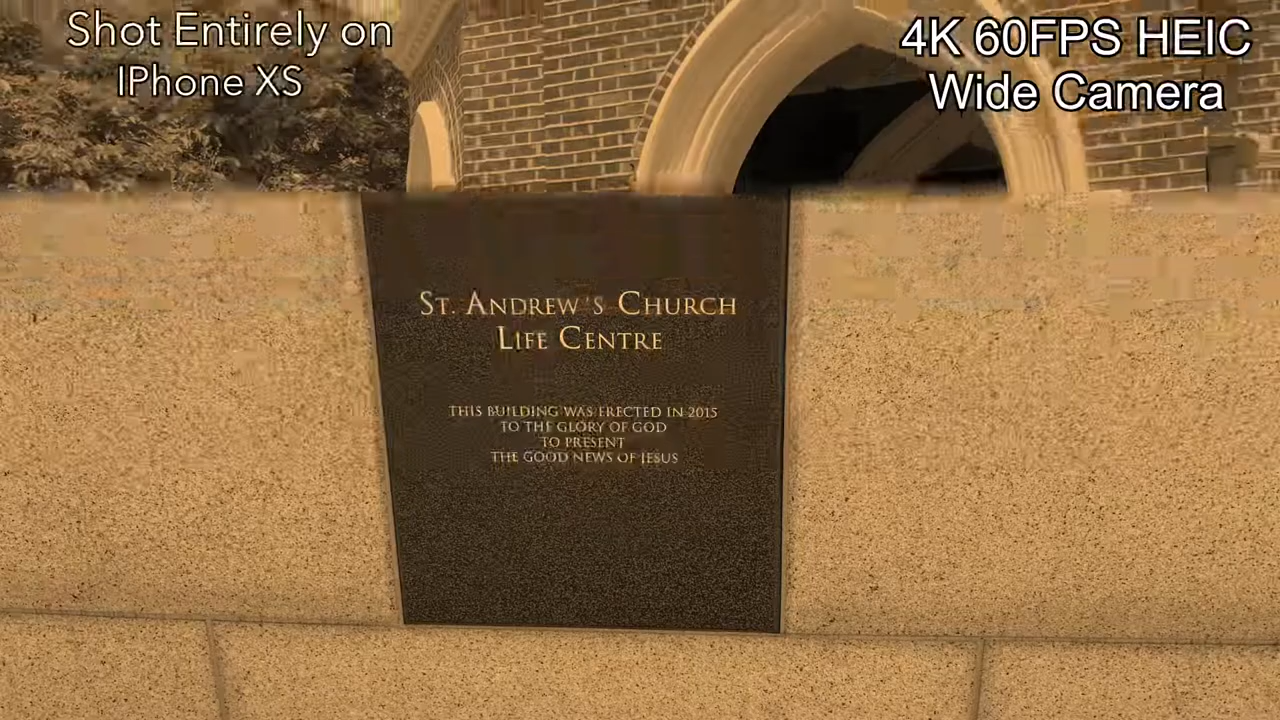 Shot Entirely on
IPhone XS
4K 60FPS HEIC
Wide Camera
ST. ANDREW'S CHURCH
LIFE CENTRE
THIS BUILDING WAS ERECTED IN 2015
TO THE GLORY OF GOD
TO PRESENT
THE GOOD NEWS OF JESUS